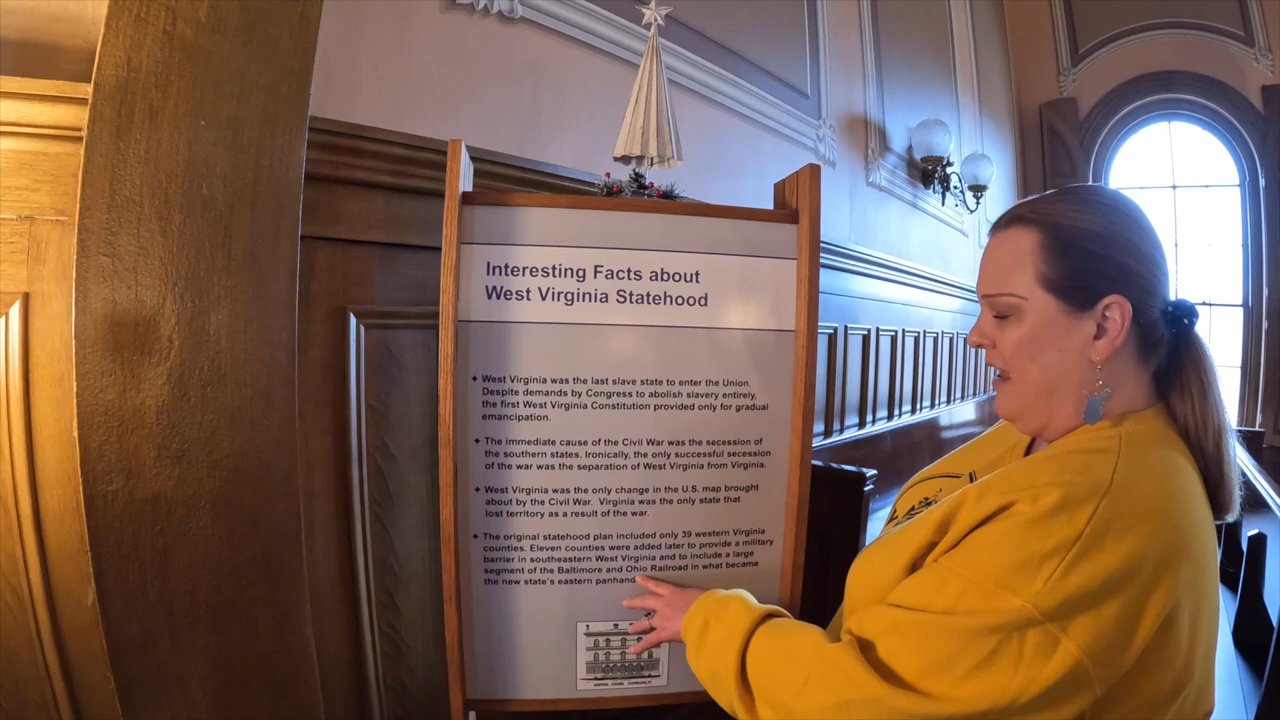 Interesting Facts about
West Virginia Statehood
West Virginia was the last slave state to enter the Union.
Despite demands by Congress to abolish slavery entirely,
the first West Virginia Constitution provided only for gradual
emancipation.
The immediate cause of the Civil War was the secession of
the southern states. Ironically, the only successful secession
of the war was the separation of West Virginia from Virginia.
West Virginia was the only change in the U.S. map brought
about by the Civil War. Virginia was the only state that
lost territory as a result of the war.
The original statehood plan included only 39 western Virginia
counties. Eleven counties were added later to provide a military
barrier in southeastern West Virginia and to include a large
segment of the Baltimore and Ohio Railroad in what became
the new state's eastern panhand